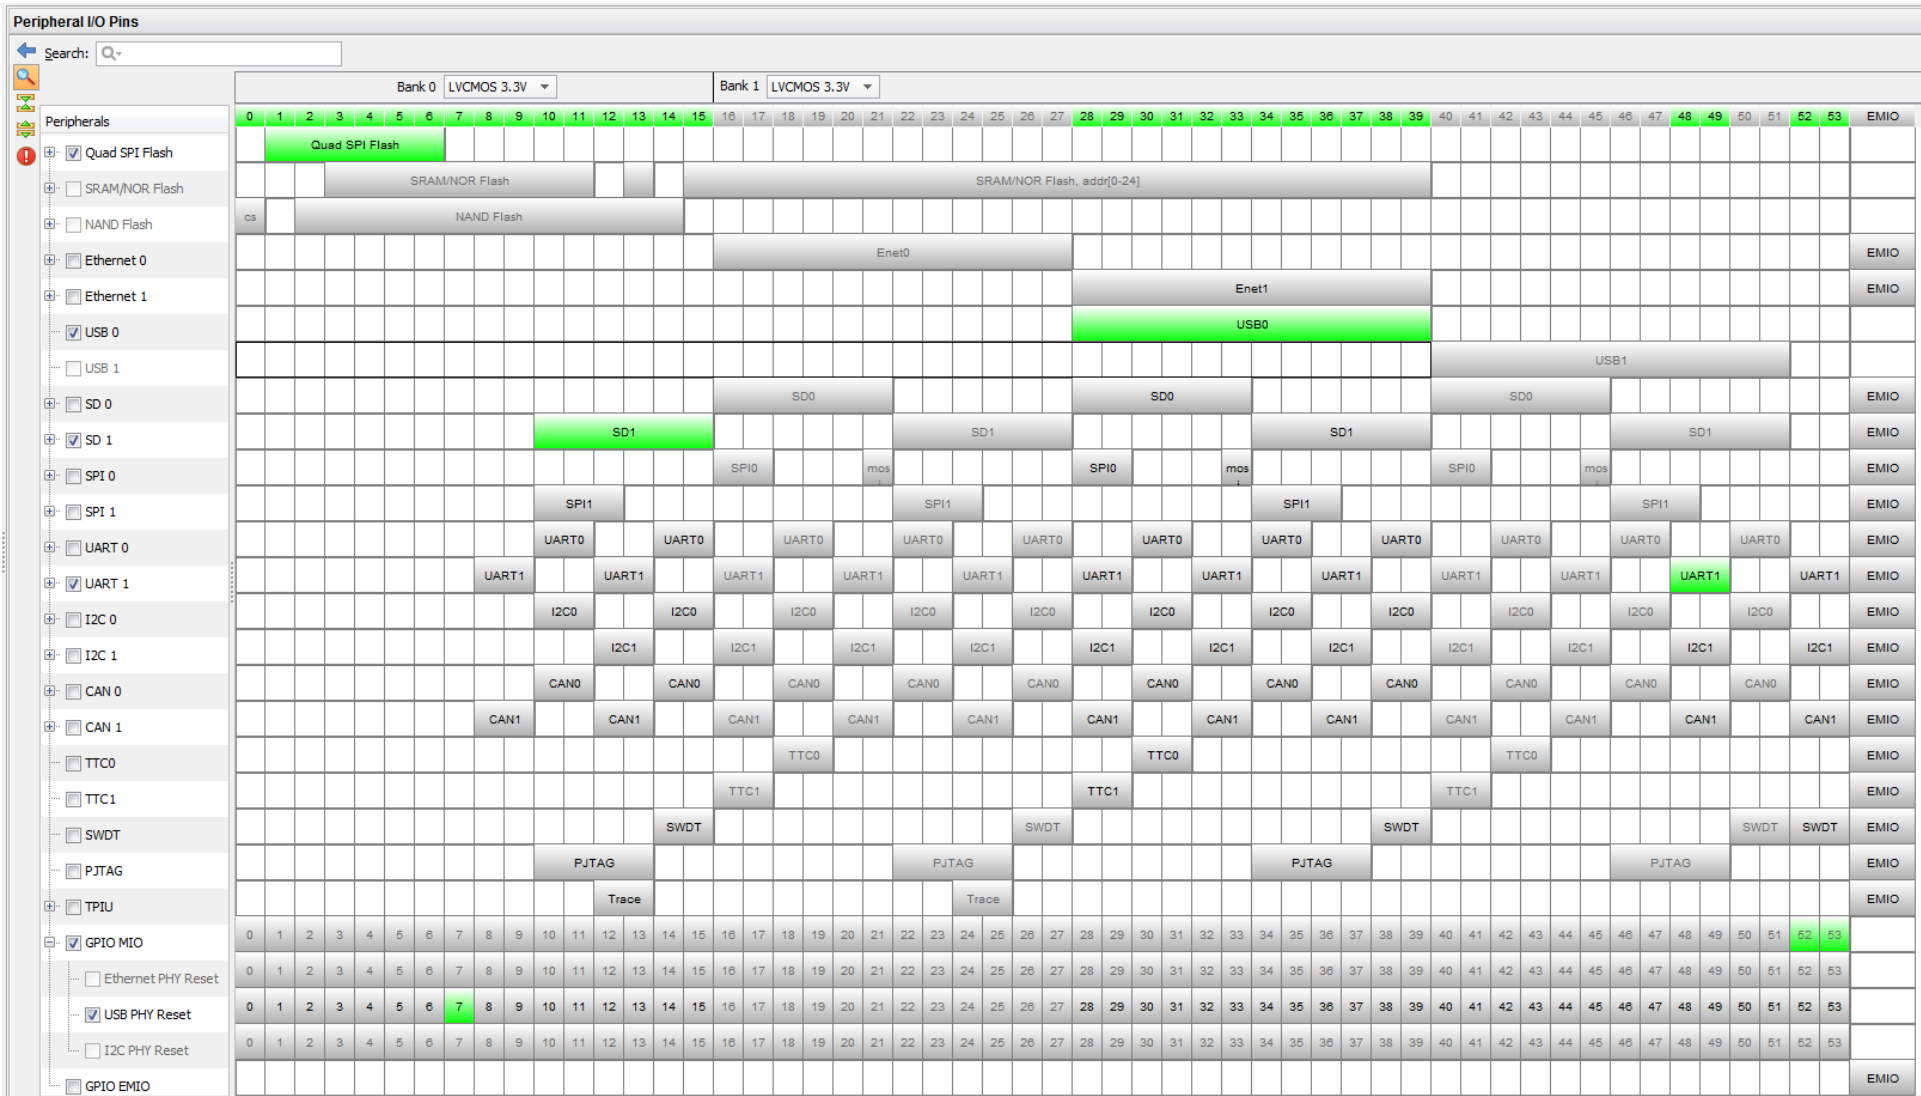 Peripheral I/O Pins
Search:
Bank 0 LVCMOS 3.3V Bank 1 LVCMOS 3.3V
Peripherals 0 1 2 3 4 5 6 7 8 9 10 11 12 13 14 15 16 17 18 19 20 21 22 23 24 25 26 27 28 29 30 31 32 33 34 35 36 37 38 39 40 41 42 43 44 45 46 47 48 49 50 51 52 53 EMIO
Quad SPI Flash Quad SPI Flash
SRAM/NOR Flash SRAM/NOR Flash SRAM/NOR Flash, addr[0-24]
NAND Flash cs NAND Flash
Ethernet 0 Enet0 EMIO
Ethernet 1 Enet1 EMIO
USB 0 USB0
USB 1 USB1
SD 0 SD0 SD0 SD0 EMIO
SD 1 SD1 SD1 SD1 SD1 EMIO
SPI 0 SPI0 mosi SPI0 mosi SPI0 mosi EMIO
SPI 1 SPI1 SPI1 SPI1 SPI1 EMIO
UART 0 UART0 UART0 UART0 UART0 UART0 UART0 UART0 UART0 UART0 UART0 UART0 EMIO
UART 1 UART1 UART1 UART1 UART1 UART1 UART1 UART1 UART1 UART1 UART1 UART1 UART1 EMIO
I2C 0 I2C0 I2C0 I2C0 I2C0 I2C0 I2C0 I2C0 I2C0 I2C0 I2C0 I2C0 EMIO
I2C 1 I2C1 I2C1 I2C1 I2C1 I2C1 I2C1 I2C1 I2C1 I2C1 I2C1 I2C1 EMIO
CAN 0 CAN0 CAN0 CAN0 CAN0 CAN0 CAN0 CAN0 CAN0 CAN0 CAN0 CAN0 EMIO
CAN 1 CAN1 CAN1 CAN1 CAN1 CAN1 CAN1 CAN1 CAN1 CAN1 CAN1 CAN1 CAN1 EMIO
TTC0 TTC0 TTC0 TTC0 EMIO
TTC1 TTC1 TTC1 TTC1 EMIO
SWDT SWDT SWDT SWDT SWDT SWDT EMIO
PJTAG PJTAG PJTAG PJTAG PJTAG EMIO
TPIU Trace Trace EMIO
GPIO MIO 0 1 2 3 4 5 6 7 8 9 10 11 12 13 14 15 16 17 18 19 20 21 22 23 24 25 26 27 28 29 30 31 32 33 34 35 36 37 38 39 40 41 42 43 44 45 46 47 48 49 50 51 52 53
Ethernet PHY Reset 0 1 2 3 4 5 6 7 8 9 10 11 12 13 14 15 16 17 18 19 20 21 22 23 24 25 26 27 28 29 30 31 32 33 34 35 36 37 38 39 40 41 42 43 44 45 46 47 48 49 50 51 52 53
USB PHY Reset 0 1 2 3 4 5 6 7 8 9 10 11 12 13 14 15 16 17 18 19 20 21 22 23 24 25 26 27 28 29 30 31 32 33 34 35 36 37 38 39 40 41 42 43 44 45 46 47 48 49 50 51 52 53
I2C PHY Reset 0 1 2 3 4 5 6 7 8 9 10 11 12 13 14 15 16 17 18 19 20 21 22 23 24 25 26 27 28 29 30 31 32 33 34 35 36 37 38 39 40 41 42 43 44 45 46 47 48 49 50 51 52 53
GPIO EMIO EMIO